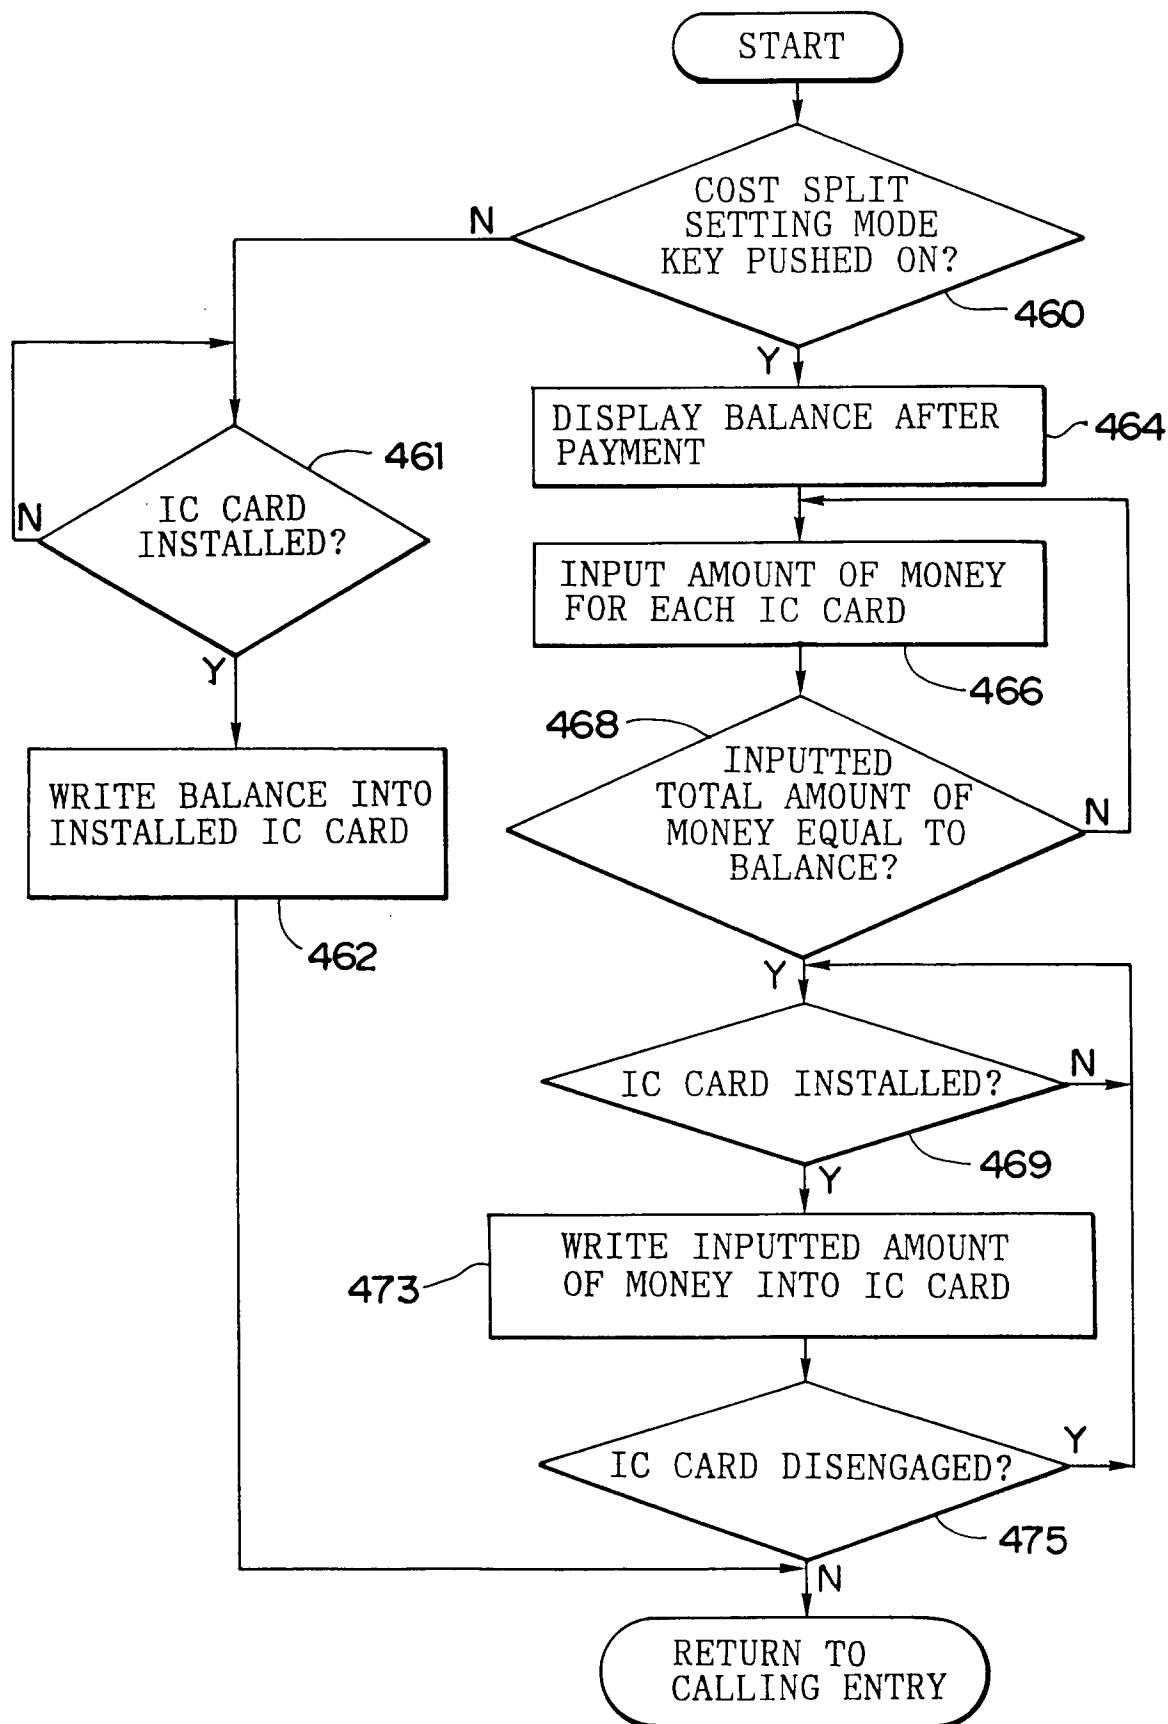 START
COST SPLIT
SETTING MODE
KEY PUSHED ON?
N
460
Y
DISPLAY BALANCE AFTER
PAYMENT
464
461
N
IC CARD
INSTALLED?
Y
INPUT AMOUNT OF MONEY
FOR EACH IC CARD
466
468
INPUTTED
TOTAL AMOUNT OF
MONEY EQUAL TO
BALANCE?
N
Y
WRITE BALANCE INTO
INSTALLED IC CARD
462
IC CARD INSTALLED?
N
469
Y
WRITE INPUTTED AMOUNT
OF MONEY INTO IC CARD
473
IC CARD DISENGAGED?
Y
475
N
RETURN TO
CALLING ENTRY